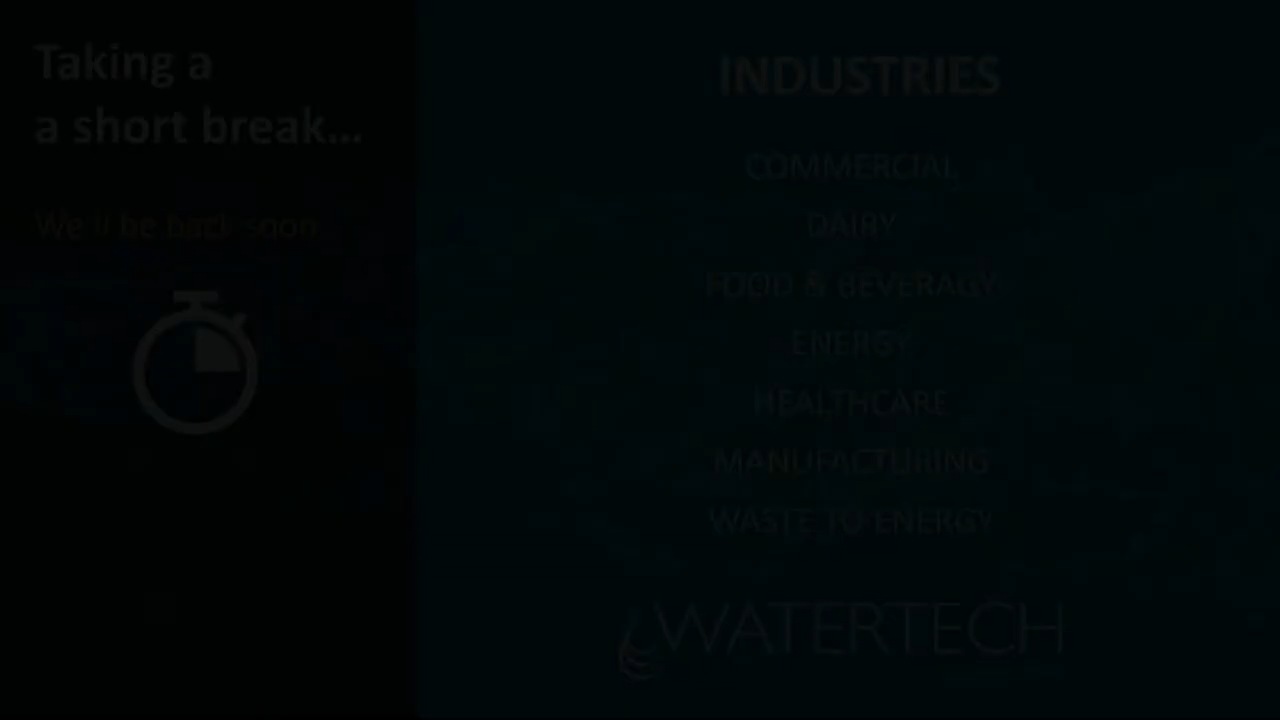 Taking a
a short break...
We'll be back soon
INDUSTRIES
COMMERCIAL
DAIRY
FOOD & BEVERAGY
ENERGY
HEALTHCARE
MANUFACTURING
WASTE TO ENERGY
WATERTECH